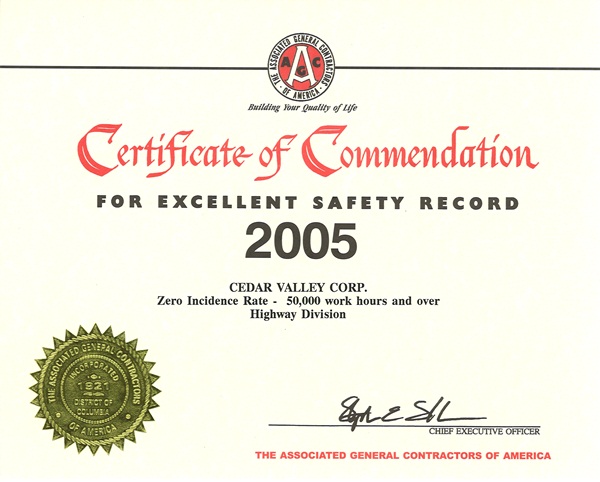 THE ASSOCIATED GENERAL CONTRACTORS
OF AMERICA
AGC
Building Your Quality of Life
Certificate of Commendation
FOR EXCELLENT SAFETY RECORD
2005
CEDAR VALLEY CORP.
Zero Incidence Rate - 50,000 work hours and over
Highway Division
THE ASSOCIATED GENERAL CONTRACTORS
OF AMERICA
INCORPORATED
1921
DISTRICT OF
COLUMBIA
CHIEF EXECUTIVE OFFICER
THE ASSOCIATED GENERAL CONTRACTORS OF AMERICA